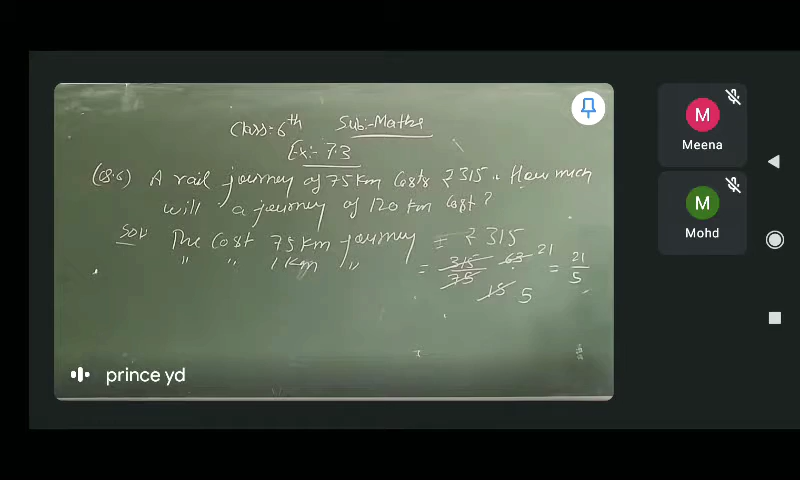 Class:-6th Sub:-Maths
Ex:- 7.3
(Q.6) A rail journey of 75 km Costs ₹ 315. How much
will a journey of 120 km Cost?
Sol. The Cost 75 km journey = ₹ 315
" " 1 Km " = 315/75 63/15 21/5 = 21/5
prince yd
M
Meena
M
Mohd